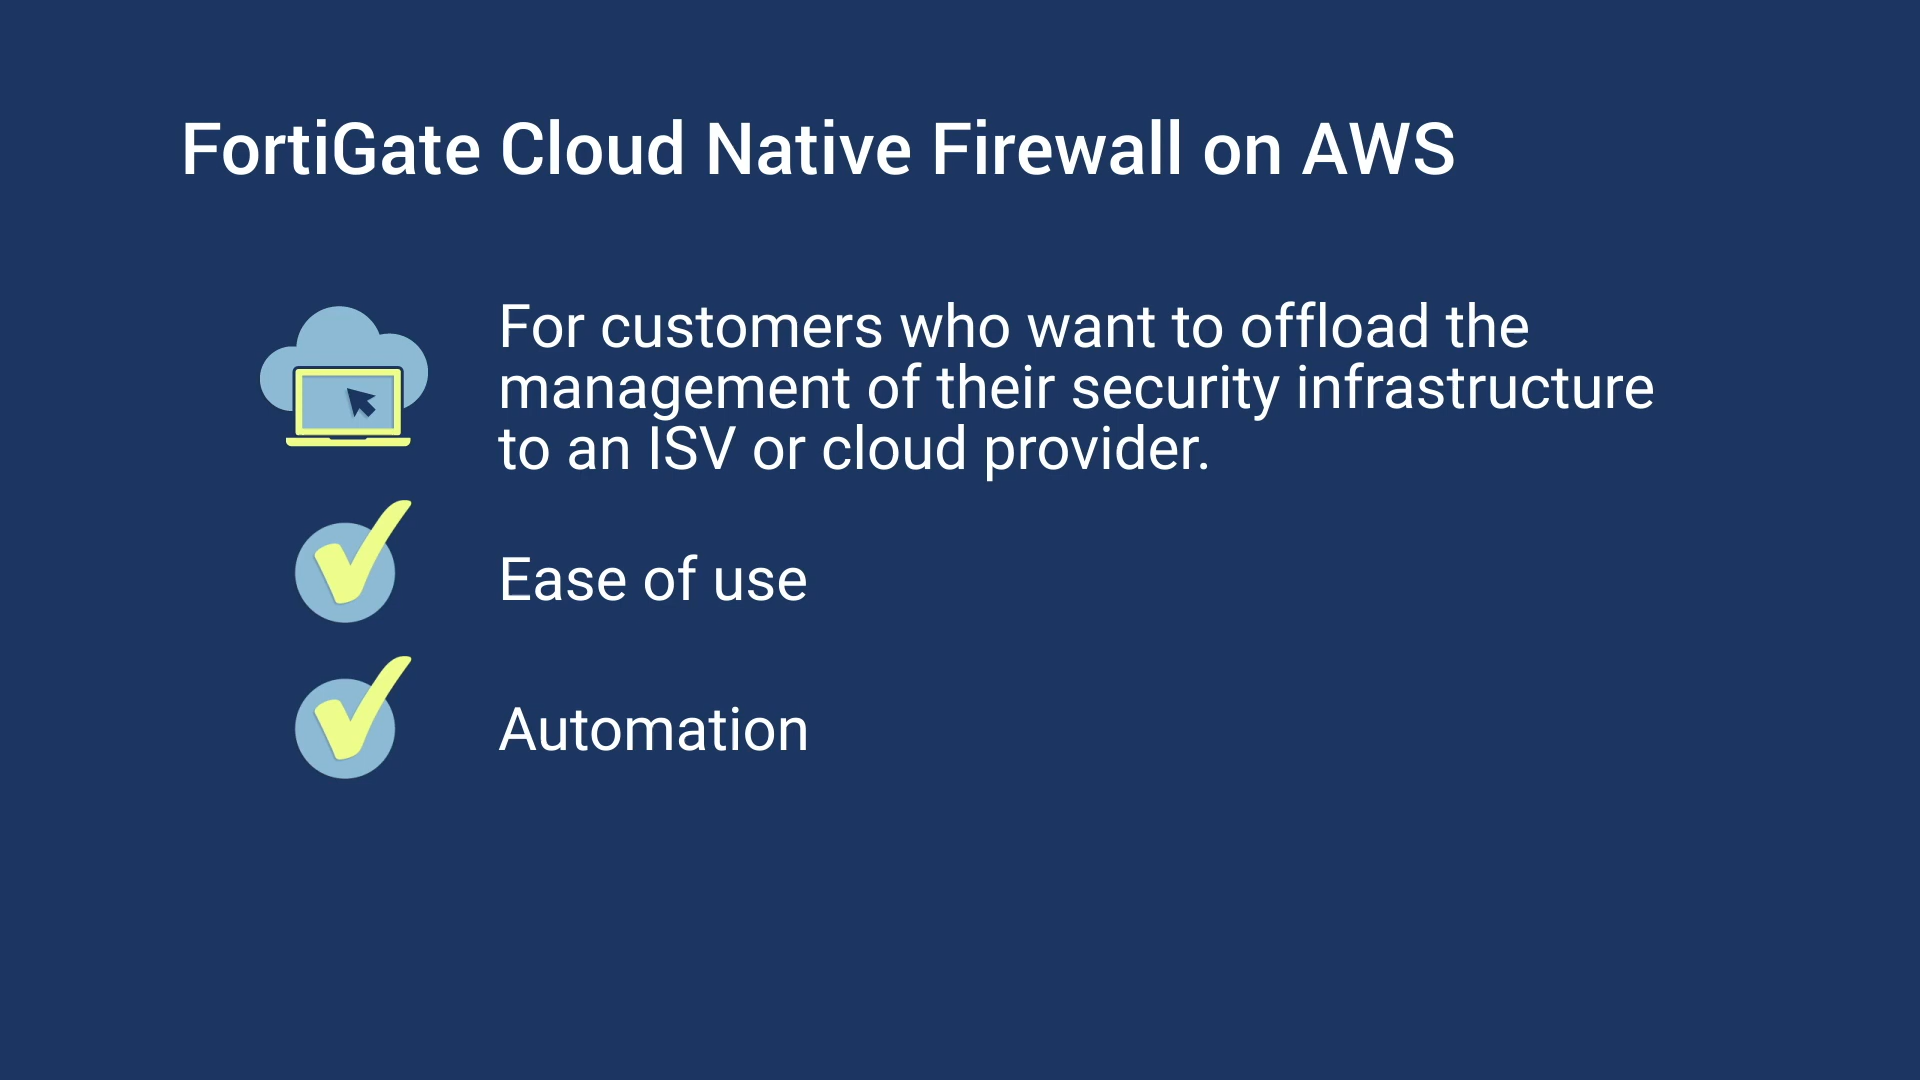 FortiGate Cloud Native Firewall on AWS
For customers who want to offload the
management of their security infrastructure
to an ISV or cloud provider.
Ease of use
Automation